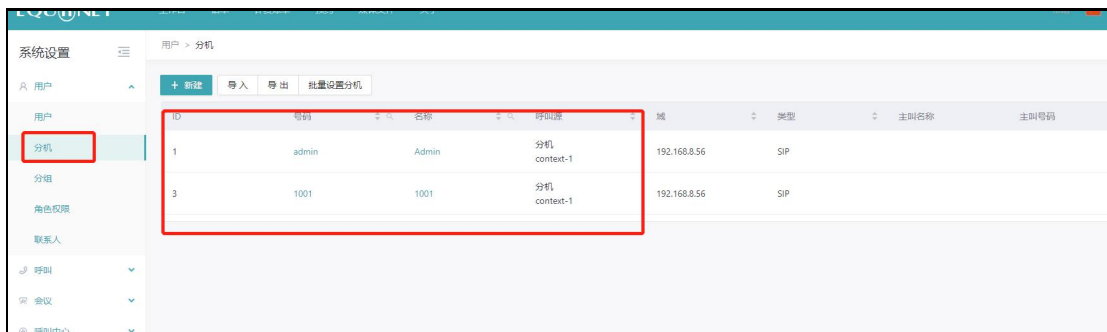 系统设置
用户 > 分机
用户
+ 新建 导入 导出 批量设置分机
用户
分机
分组
角色权限
联系人
呼叫
会议
呼叫中心
ID 号码 名称 呼叫源 域 类型 主叫名称 主叫号码
1 admin Admin 分机 context-1 192.168.8.56 SIP
3 1001 1001 分机 context-1 192.168.8.56 SIP